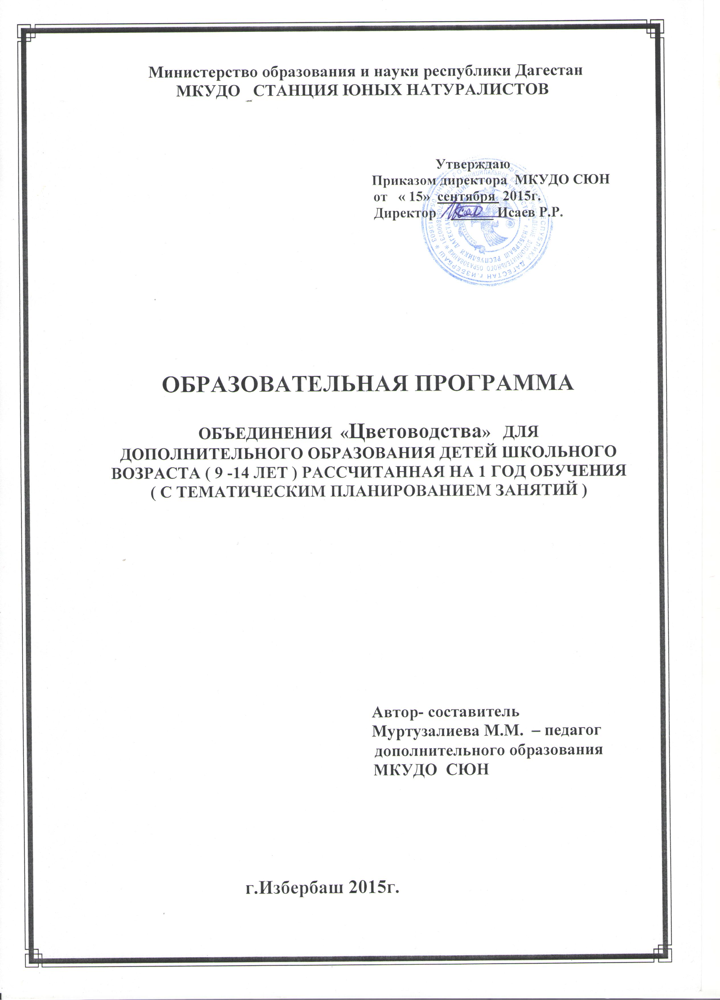 Министерство образования и науки республики Дагестан
МКУДО СТАНЦИЯ ЮНЫХ НАТУРАЛИСТОВ
Утверждаю
Приказом директора МКУДО СЮН
от « 15» сентября 2015г.
Директор Исаев Р.Р.
ОБРАЗОВАТЕЛЬНАЯ ПРОГРАММА
ОБЪЕДИНЕНИЯ «Цветоводства» ДЛЯ
ДОПОЛНИТЕЛЬНОГО ОБРАЗОВАНИЯ ДЕТЕЙ ШКОЛЬНОГО
ВОЗРАСТА ( 9 -14 ЛЕТ ) РАССЧИТАННАЯ НА 1 ГОД ОБУЧЕНИЯ
( С ТЕМАТИЧЕСКИМ ПЛАНИРОВАНИЕМ ЗАНЯТИЙ )
Автор- составитель
Муртузалиева М.М. – педагог
дополнительного образования
МКУДО СЮН
г.Избербаш 2015г.